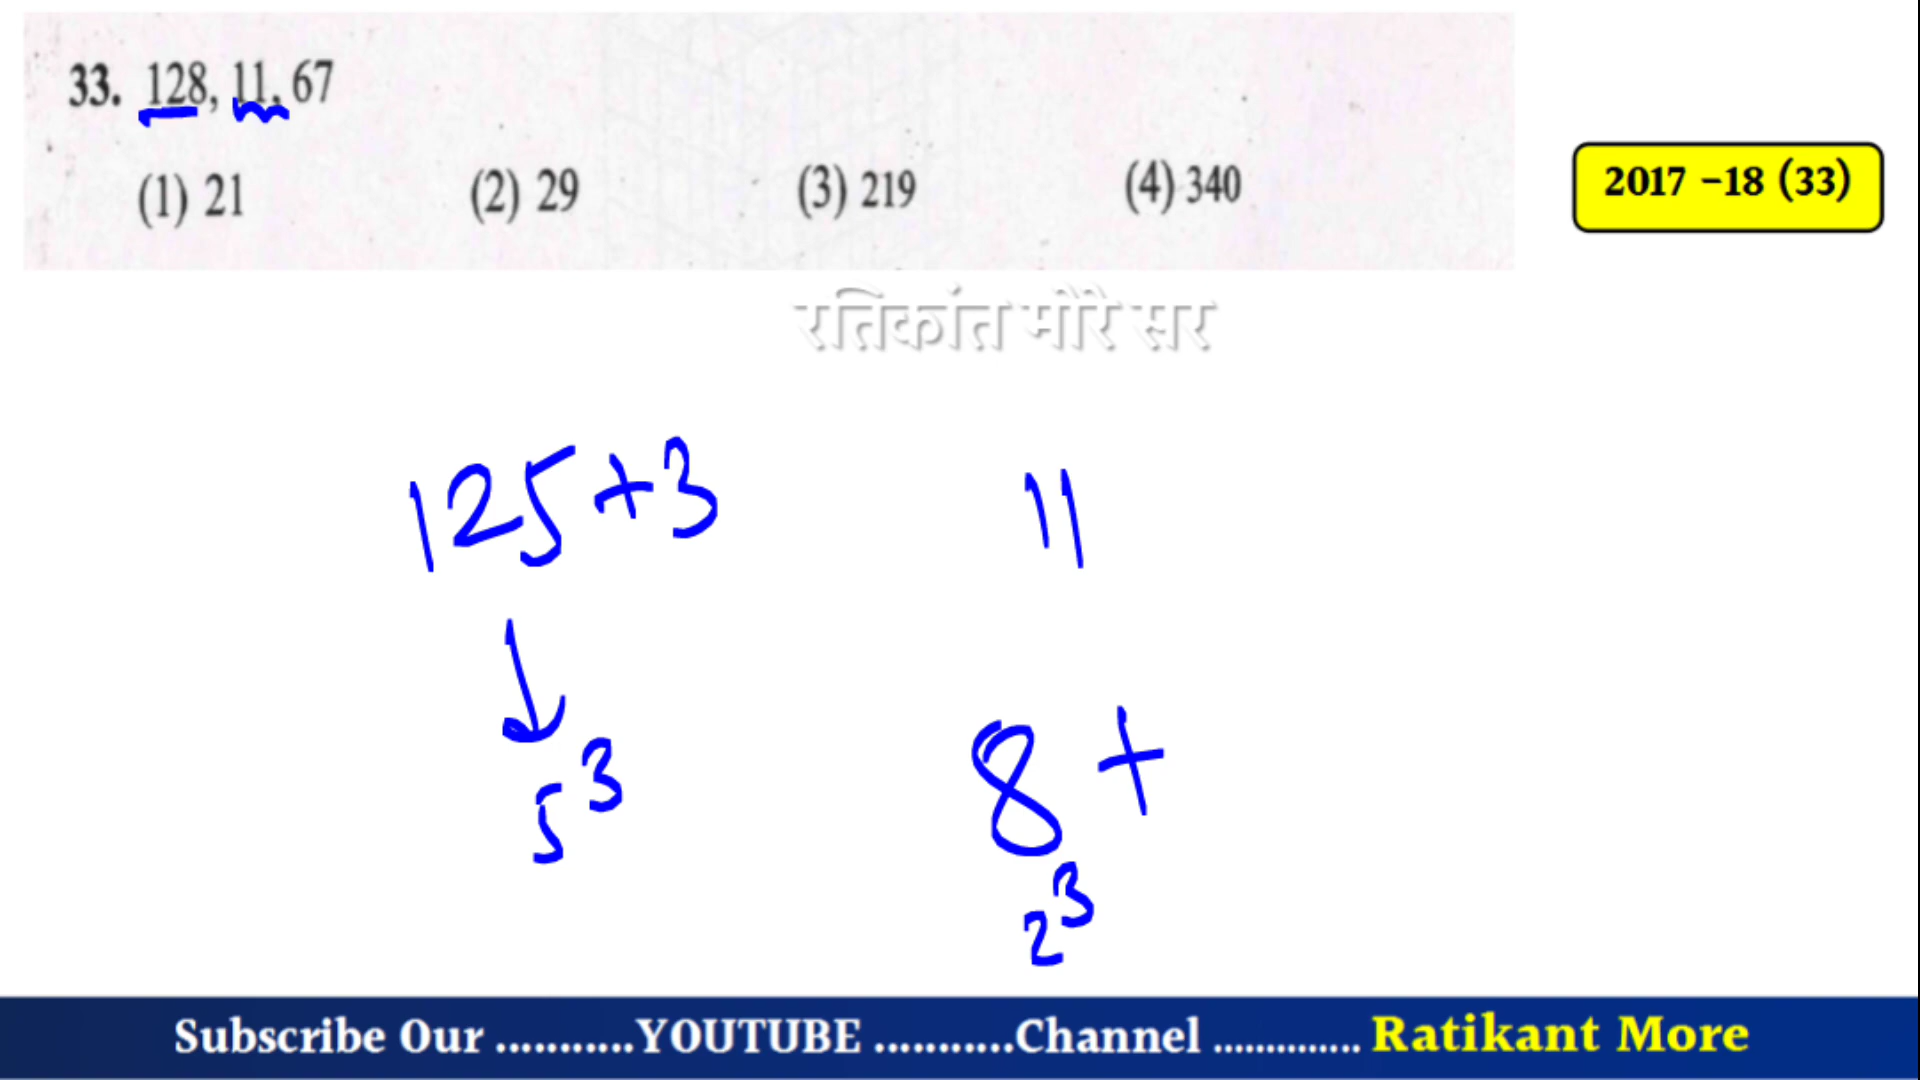 33. 128, 11, 67
(1) 21 (2) 29 (3) 219 (4) 340
2017 -18 (33)
रतिकांत मोरे सर
125+3 11
5³ 8 +
2³
Subscribe Our ...........YOUTUBE ...........Channel .............. Ratikant More